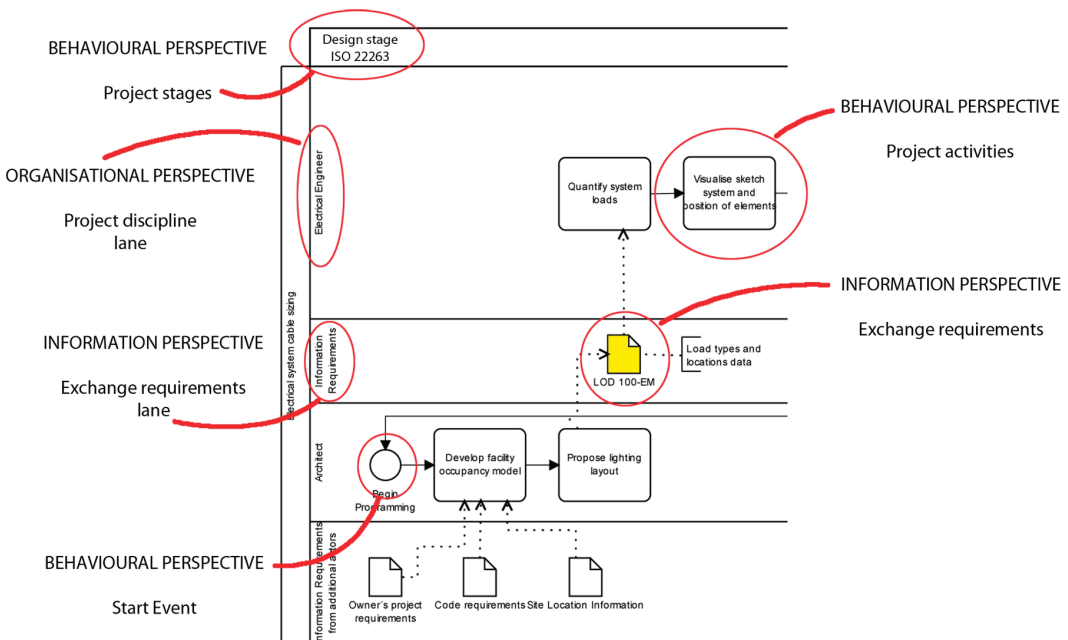 BEHAVIOURAL PERSPECTIVE
Project stages
Design stage
ISO 22263
BEHAVIOURAL PERSPECTIVE
Project activities
ORGANISATIONAL PERSPECTIVE
Project discipline
lane
Electrical Engineer
Quantify system
loads
Visualise sketch
system and
position of elements
INFORMATION PERSPECTIVE
Exchange requirements
INFORMATION PERSPECTIVE
Exchange requirements
lane
Electrical system cable sizing
Information
Requirements
LOD 100-EM
Load types and
locations data
Architect
Begin
Programming
Develop facility
occupancy model
Propose lighting
layout
BEHAVIOURAL PERSPECTIVE
Start Event
Information Requirements
from additional actors
Owner´s project
requirements
Code requirements
Site Location Information